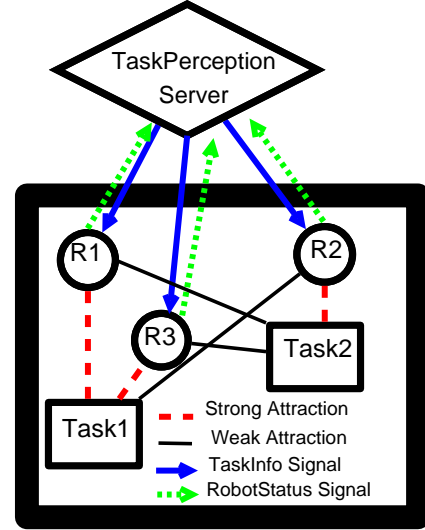 TaskPerception
Server
R1
R2
R3
Task2
Task1
Strong Attraction
Weak Attraction
TaskInfo Signal
RobotStatus Signal